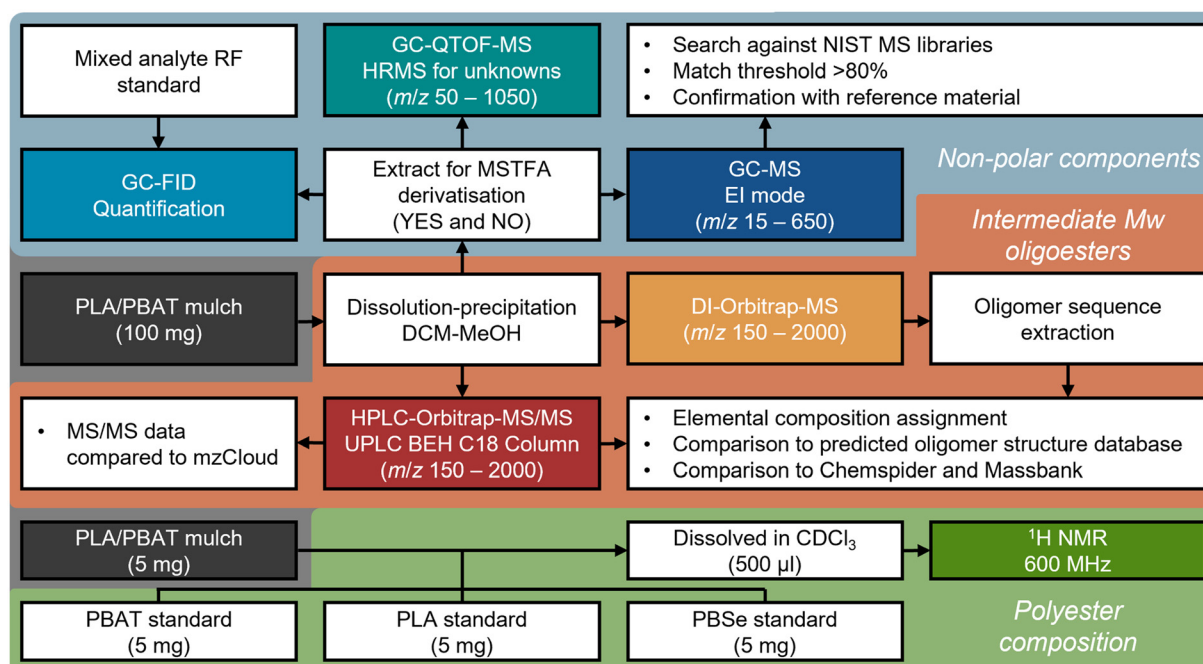 Mixed analyte RF
standard
GC-QTOF-MS
HRMS for unknowns
(m/z 50 – 1050)
• Search against NIST MS libraries
• Match threshold >80%
• Confirmation with reference material
Non-polar components
GC-FID
Quantification
Extract for MSTFA
derivatisation
(YES and NO)
GC-MS
EI mode
(m/z 15 – 650)
Intermediate Mw
oligoesters
PLA/PBAT mulch
(100 mg)
Dissolution-precipitation
DCM-MeOH
DI-Orbitrap-MS
(m/z 150 – 2000)
Oligomer sequence
extraction
• MS/MS data
compared to mzCloud
HPLC-Orbitrap-MS/MS
UPLC BEH C18 Column
(m/z 150 – 2000)
• Elemental composition assignment
• Comparison to predicted oligomer structure database
• Comparison to Chemspider and Massbank
PLA/PBAT mulch
(5 mg)
Dissolved in CDCl₃
(500 µl)
¹H NMR
600 MHz
PBAT standard
(5 mg)
PLA standard
(5 mg)
PBSe standard
(5 mg)
Polyester
composition